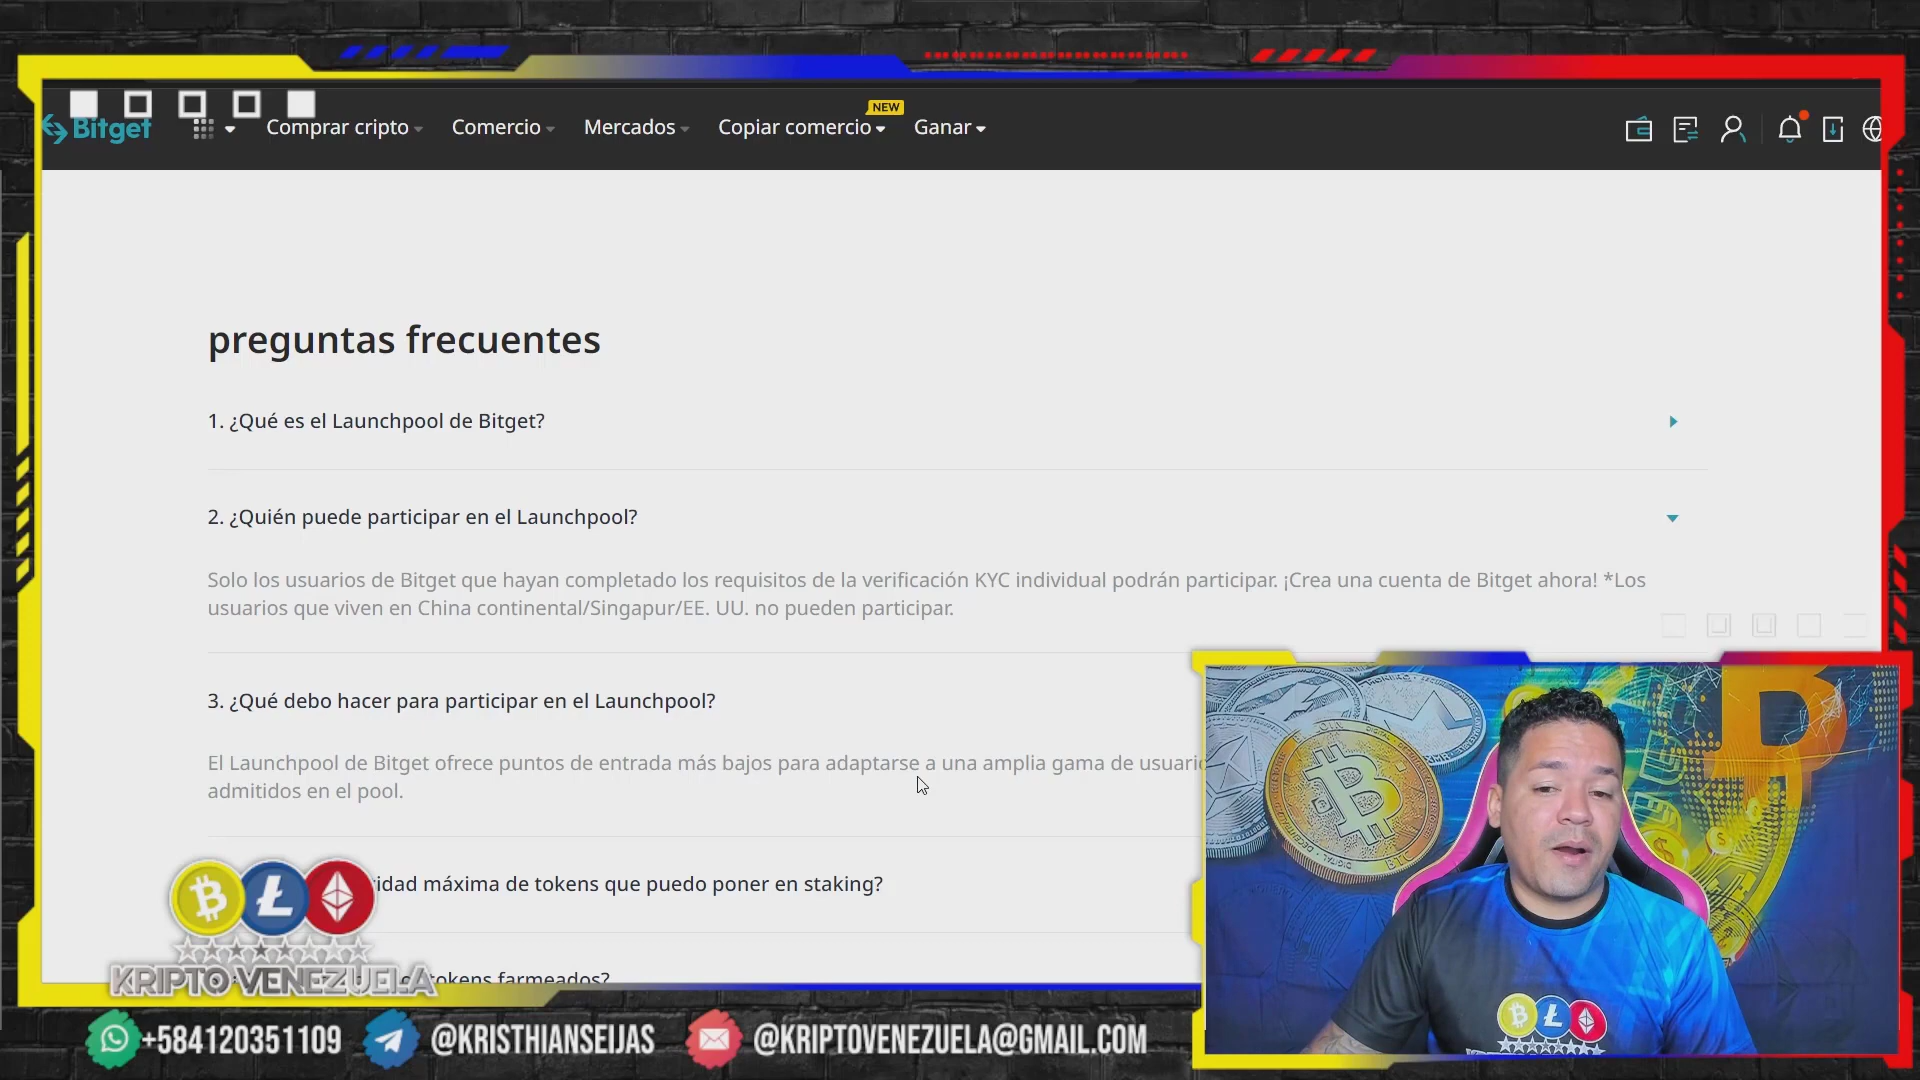 NEW
Bitget
Comprar cripto
Comercio
Mercados
Copiar comercio
Ganar
preguntas frecuentes
1. ¿Qué es el Launchpool de Bitget?
2. ¿Quién puede participar en el Launchpool?
Solo los usuarios de Bitget que hayan completado los requisitos de la verificación KYC individual podrán participar. ¡Crea una cuenta de Bitget ahora! *Los
usuarios que viven en China continental/Singapur/EE. UU. no pueden participar.
3. ¿Qué debo hacer para participar en el Launchpool?
El Launchpool de Bitget ofrece puntos de entrada más bajos para adaptarse a una amplia gama de
admitidos en el pool.
máxima de tokens que puedo poner en staking?
tokens farmeados?
KRIPTO VENEZUELA
+584120351109
@KRISTHIANSEIJAS
@KRIPTOVENEZUELA@GMAIL.COM